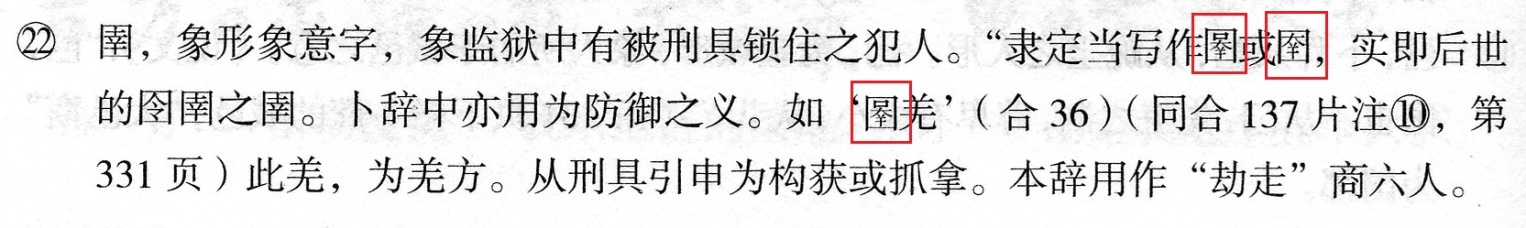 ㉒ 圉，象形象意字，象监狱中有被刑具锁住之犯人。“隶定当写作或，实即后世
的囹圉之圉。卜辞中亦用为防御之义。如‘羌’（合 36）（同合 137 片注⑩，第
331 页）此羌，为羌方。从刑具引申为构获或抓拿。本辞用作“劫走”商六人。